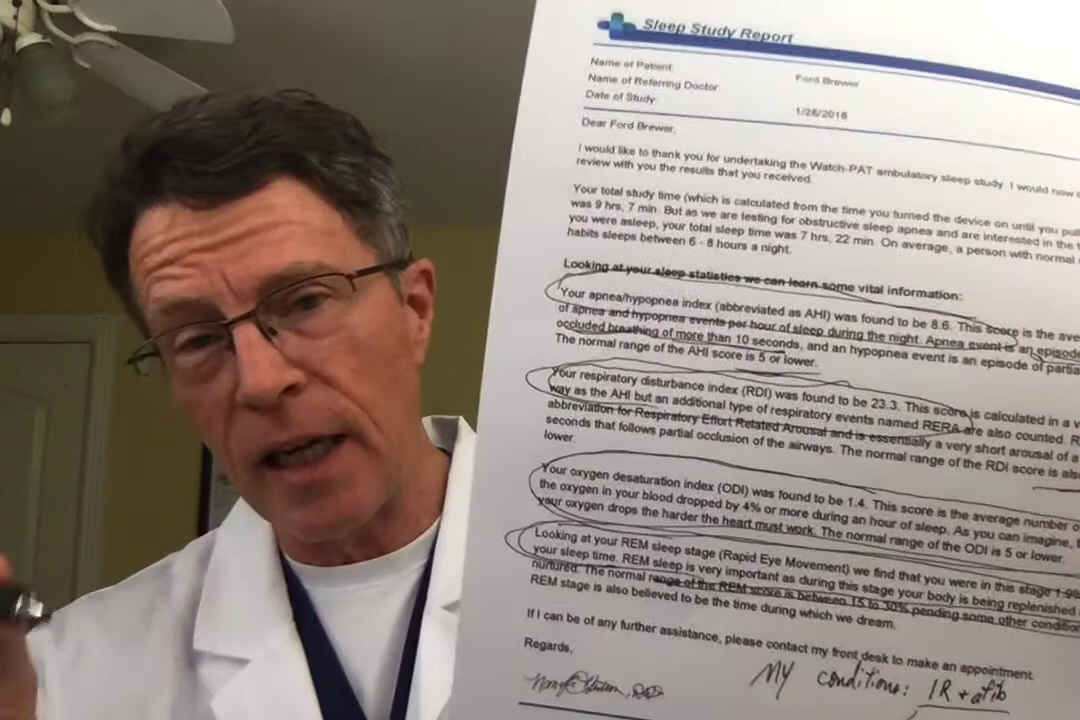 Sleep Study Report
Name of Patient: Ford Brewer
Name of Referring Doctor
Date of Study: 1/28/2018
Dear Ford Brewer,
I would like to thank you for undertaking the Watch-PAT ambulatory sleep study. I would now
review with you the results that you received.
Your total study time (which is calculated from the time you turned the device on until you
was 9 hrs, 7 min. But as we are testing for obstructive sleep apnea and are interested in the
you were asleep, your total sleep time was 7 hrs, 22 min. On average, a person with normal
habits sleeps between 6 - 8 hours a night.
Looking at your sleep statistics we can learn some vital information:
Your apnea/hypopnea index (abbreviated as AHI) was found to be 8.6. This score is the
of apnea and hypopnea events per hour of sleep during the night. Apnea event is an episode
occluded breathing of more than 10 seconds, and an hypopnea event is an episode of
The normal range of the AHI score is 5 or lower.
Your respiratory disturbance index (RDI) was found to be 23.3. This score is calculated in a
way as the AHI but an additional type of respiratory events named RERA are also counted.
abbreviation for Respiratory Effort Related Arousal and is essentially a very short arousal of a
seconds that follows partial occlusion of the airways. The normal range of the RDI score is
lower.
Your oxygen desaturation index (ODI) was found to be 1.4. This score is the average number
the oxygen in your blood dropped by 4% or more during an hour of sleep. As you can imagine,
your oxygen drops the harder the heart must work. The normal range of the ODI is 5 or lower
Looking at your REM sleep stage (Rapid Eye Movement) we find that you were in this stage
your sleep time. REM sleep is very important as during this stage your body is being replenished
nurtured. The normal range of the REM score is between 15 to 30% pending some other
REM stage is also believed to be the time during which we dream.
If I can be of any further assistance, please contact my front desk to make an appointment.
Regards,
My conditions: IR + afib